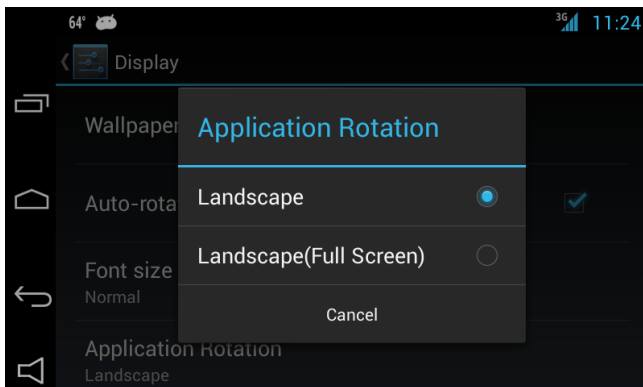 64°
3G
11:24
Display
Wallpaper
Application Rotation
Auto-rota
Landscape
Landscape(Full Screen)
Font size
Normal
Cancel
Application Rotation
Landscape